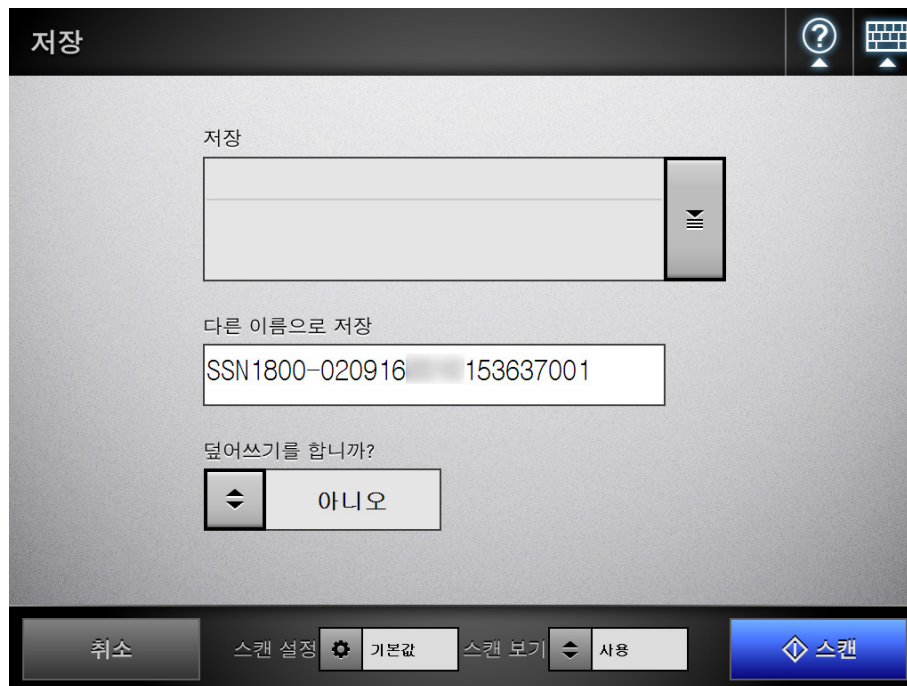 저장
저장
다른 이름으로 저장
SSN1800-020916 153637001
덮어쓰기를 합니까?
아니오
취소 스캔 설정 기본값 스캔 보기 사용 스캔